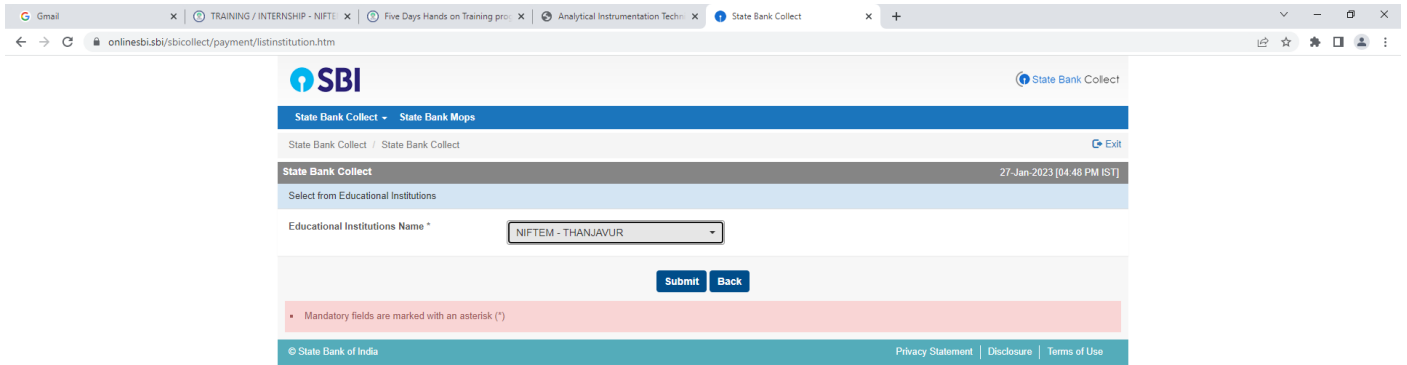 Gmail
TRAINING / INTERNSHIP - NIFTE
Five Days Hands on Training prog
Analytical Instrumentation Techni
State Bank Collect
onlinesbi.sbi/sbicollect/payment/listinstitution.htm
SBI
State Bank Collect
State Bank Collect State Bank Mops
State Bank Collect / State Bank Collect
Exit
State Bank Collect 27-Jan-2023 [04:48 PM IST]
Select from Educational Institutions
Educational Institutions Name * NIFTEM - THANJAVUR
Submit Back
Mandatory fields are marked with an asterisk (*)
© State Bank of India Privacy Statement | Disclosure | Terms of Use